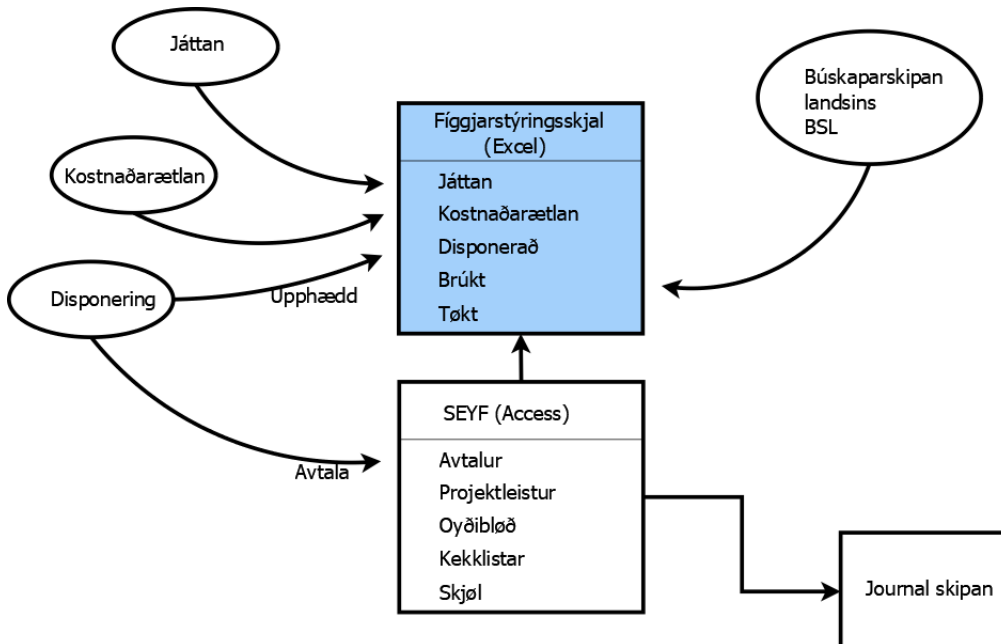 Játtan
Búskaparskipan
landsins
BSL
Fíggjarstýringsskjal
(Excel)
Kostnaðarætlan
Játtan
Kostnaðarætlan
Disponerað
Brúkt
Tøkt
Disponering
Upphædd
SEYF (Access)
Avtala
Avtalur
Projektleistur
Oyðibløð
Kekklistar
Skjøl
Journal skipan